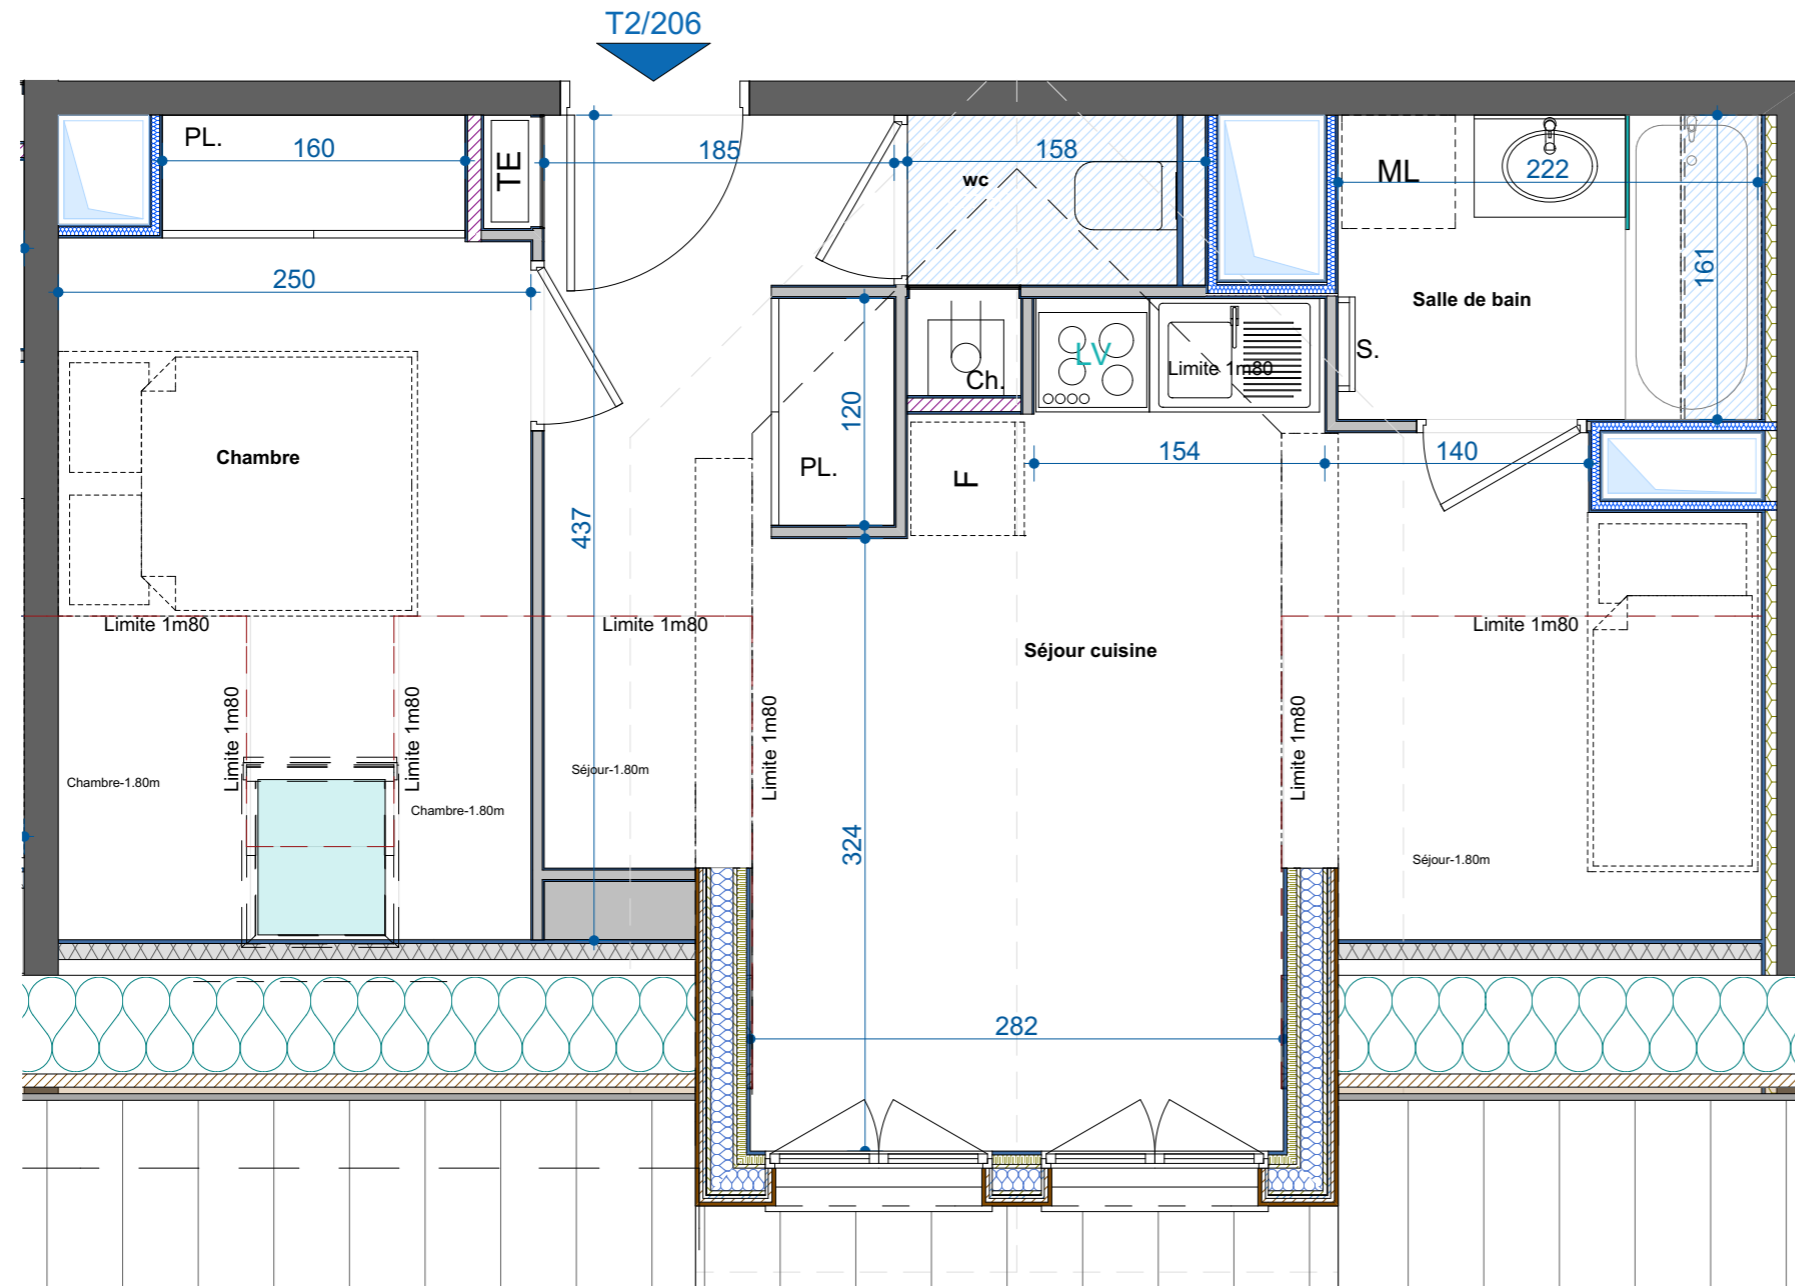 T2/206
PL.
160
TE
185
wc
158
ML
222
161
250
Salle de bain
S.
LV
Limite 1m80
Ch.
120
Chambre
PL.
F
154
140
437
Limite 1m80
Limite 1m80
Limite 1m80
Séjour cuisine
Limite 1m80
Limite 1m80
Limite 1m80
Limite 1m80
Chambre-1.80m
Séjour-1.80m
Chambre-1.80m
324
Séjour-1.80m
282